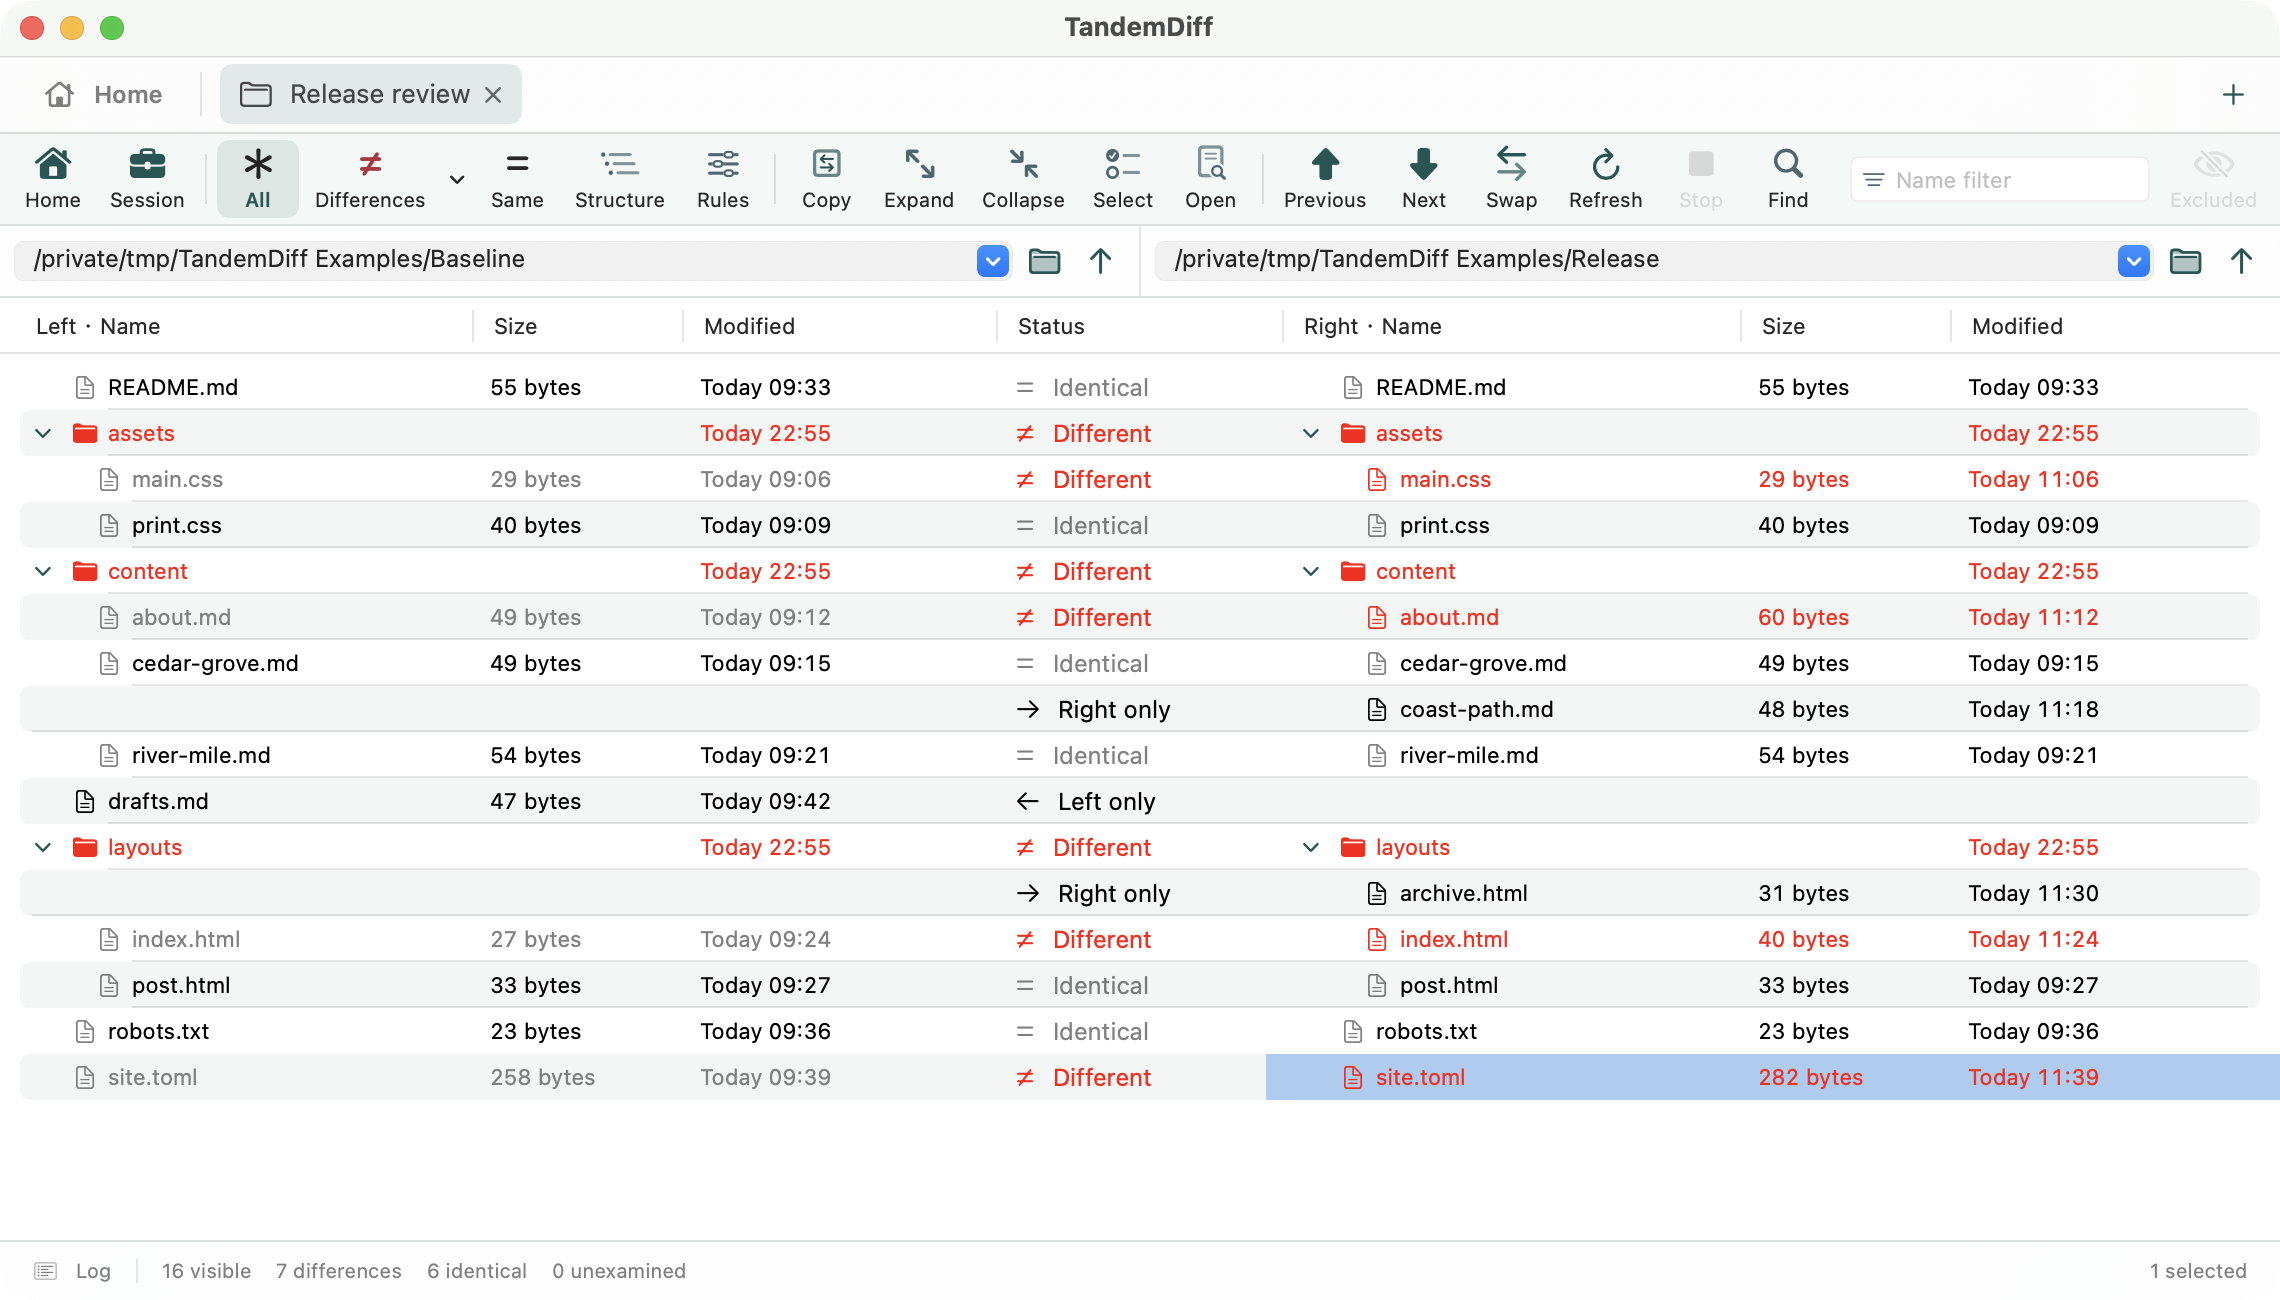 TandemDiff
Home
Release review
Home Session All Differences Same Structure Rules Copy Expand Collapse Select Open Previous Next Swap Refresh Stop Find Name filter Excluded
/private/tmp/TandemDiff Examples/Baseline /private/tmp/TandemDiff Examples/Release
Left · Name Size Modified Status Right · Name Size Modified
README.md 55 bytes Today 09:33 = Identical README.md 55 bytes Today 09:33
assets Today 22:55 ≠ Different assets Today 22:55
main.css 29 bytes Today 09:06 ≠ Different main.css 29 bytes Today 11:06
print.css 40 bytes Today 09:09 = Identical print.css 40 bytes Today 09:09
content Today 22:55 ≠ Different content Today 22:55
about.md 49 bytes Today 09:12 ≠ Different about.md 60 bytes Today 11:12
cedar-grove.md 49 bytes Today 09:15 = Identical cedar-grove.md 49 bytes Today 09:15
→ Right only coast-path.md 48 bytes Today 11:18
river-mile.md 54 bytes Today 09:21 = Identical river-mile.md 54 bytes Today 09:21
drafts.md 47 bytes Today 09:42 ← Left only
layouts Today 22:55 ≠ Different layouts Today 22:55
→ Right only archive.html 31 bytes Today 11:30
index.html 27 bytes Today 09:24 ≠ Different index.html 40 bytes Today 11:24
post.html 33 bytes Today 09:27 = Identical post.html 33 bytes Today 09:27
robots.txt 23 bytes Today 09:36 = Identical robots.txt 23 bytes Today 09:36
site.toml 258 bytes Today 09:39 ≠ Different site.toml 282 bytes Today 11:39
Log 16 visible 7 differences 6 identical 0 unexamined 1 selected